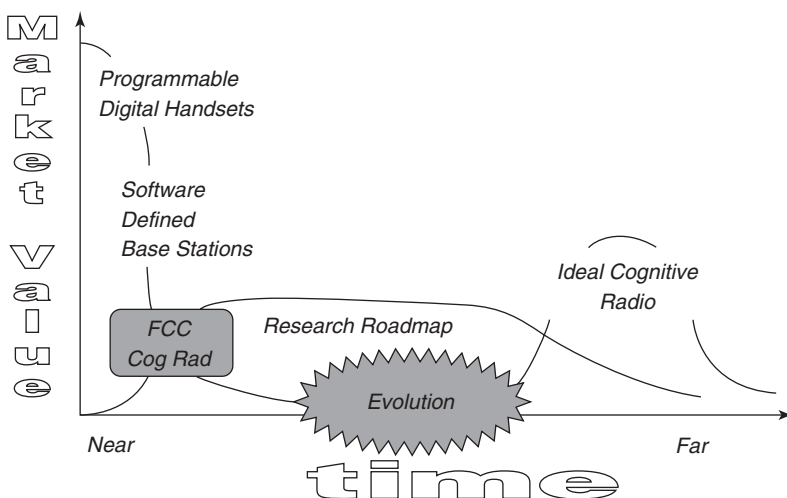 Market Value
Programmable
Digital Handsets
Software
Defined
Base Stations
FCC
Cog Rad
Research Roadmap
Ideal Cognitive
Radio
Evolution
Near
Far
time